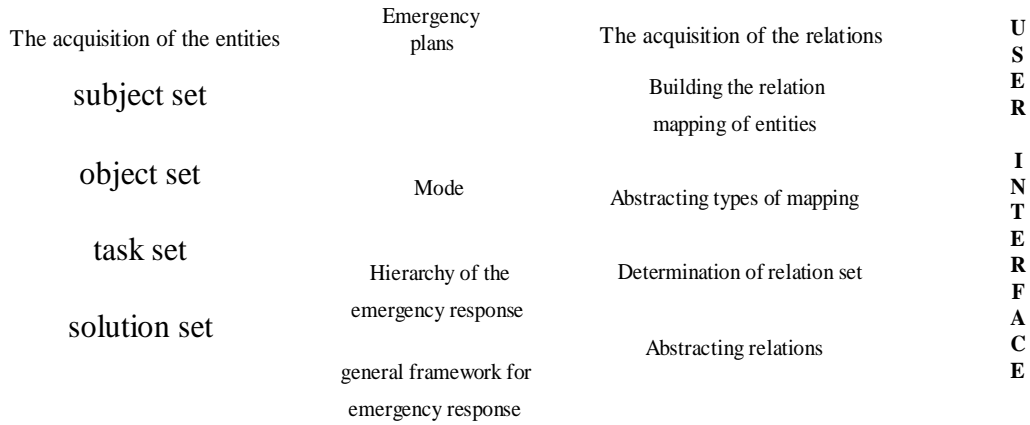 The acquisition of the entities
subject set
object set
task set
solution set
Emergency
plans
Mode
Hierarchy of the
emergency response
general framework for
emergency response
The acquisition of the relations
Building the relation
mapping of entities
Abstracting types of mapping
Determination of relation set
Abstracting relations
USER INTERFACE